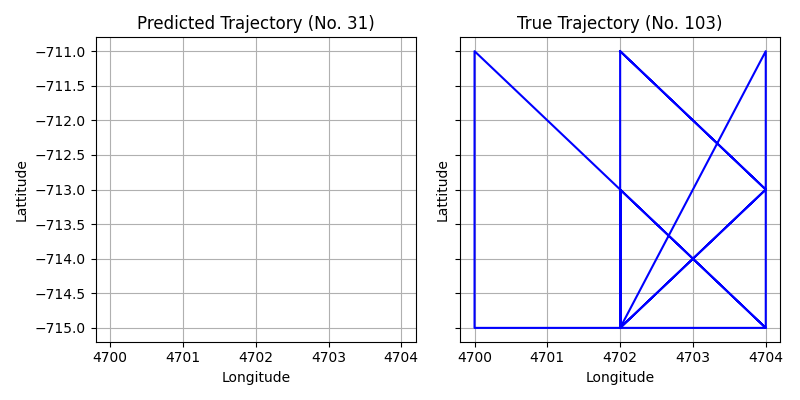 Predicted Trajectory (No. 31)
Lattitude
−711.0
−711.5
−712.0
−712.5
−713.0
−713.5
−714.0
−714.5
−715.0
4700 4701 4702 4703 4704
Longitude
True Trajectory (No. 103)
Lattitude
4700 4701 4702 4703 4704
Longitude